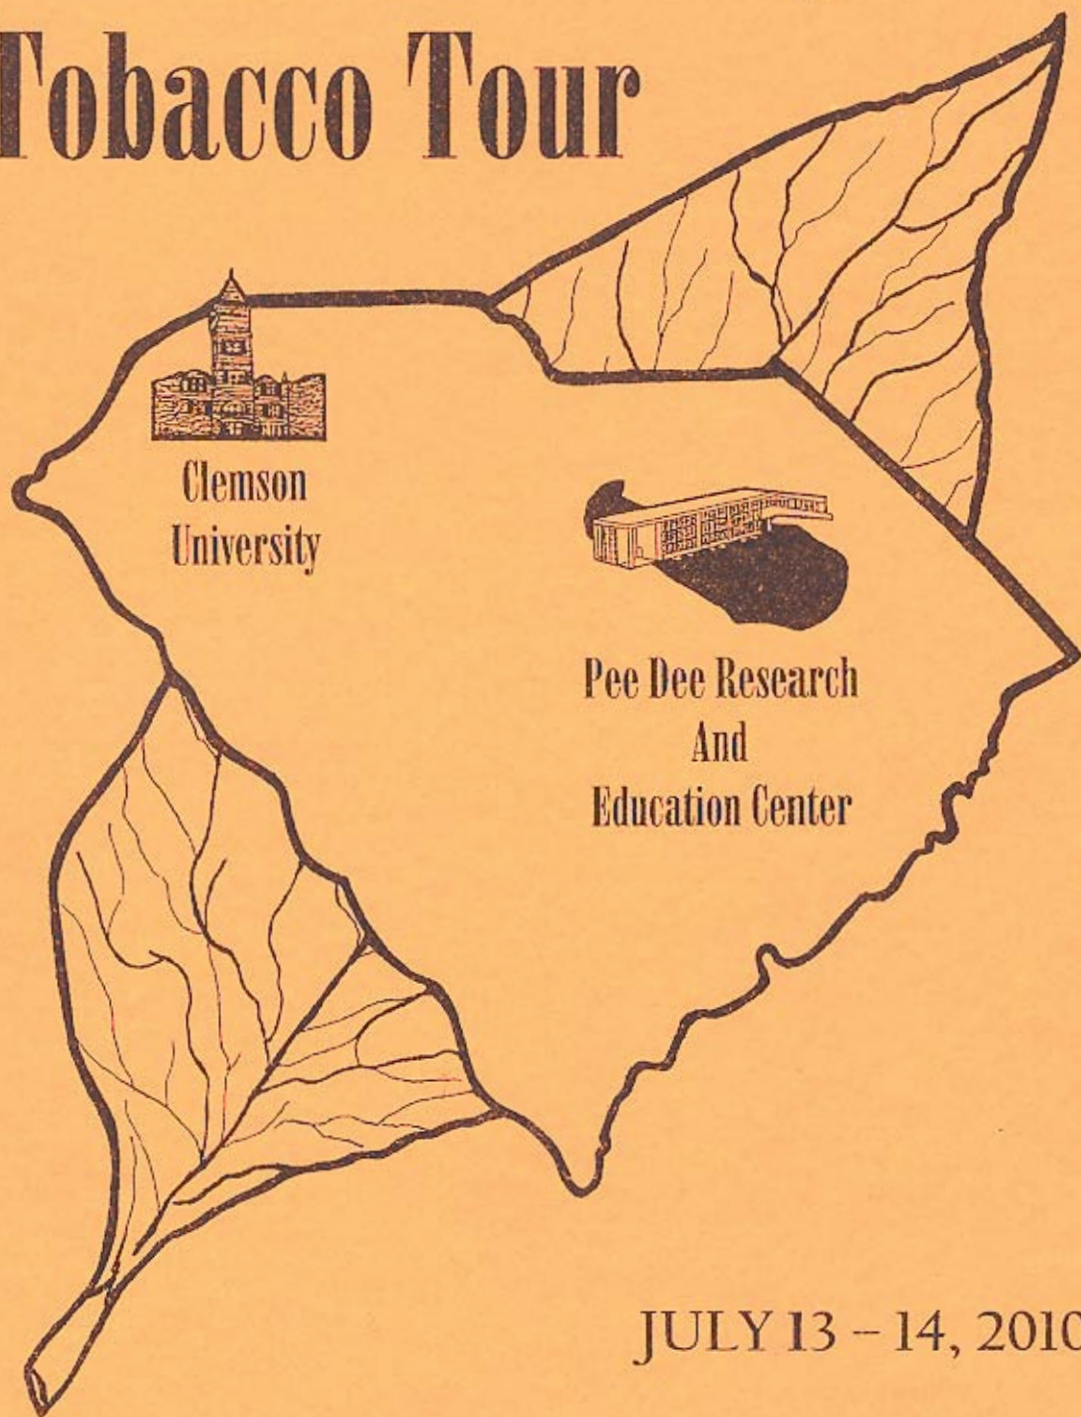 Tobacco Tour
Clemson
University
Pee Dee Research
And
Education Center
JULY 13 – 14, 2010